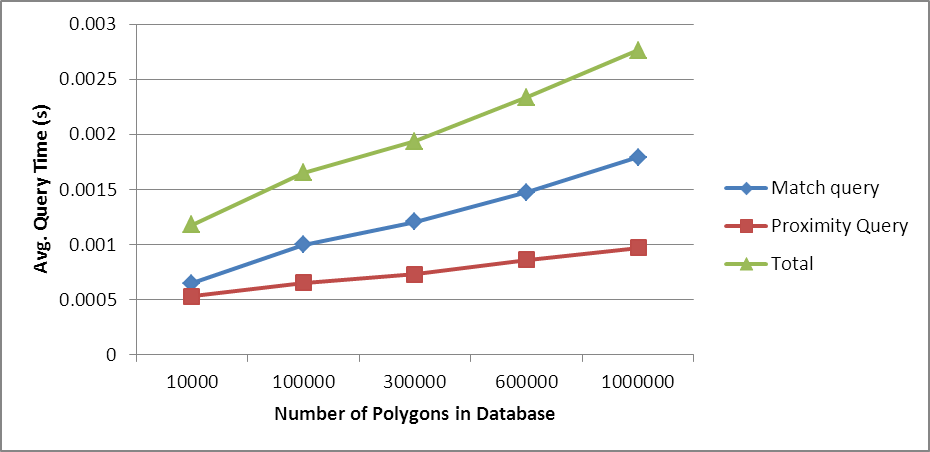 0.003
0.0025
0.002
0.0015
0.001
0.0005
0
Avg. Query Time (s)
10000 100000 300000 600000 1000000
Number of Polygons in Database
Match query
Proximity Query
Total